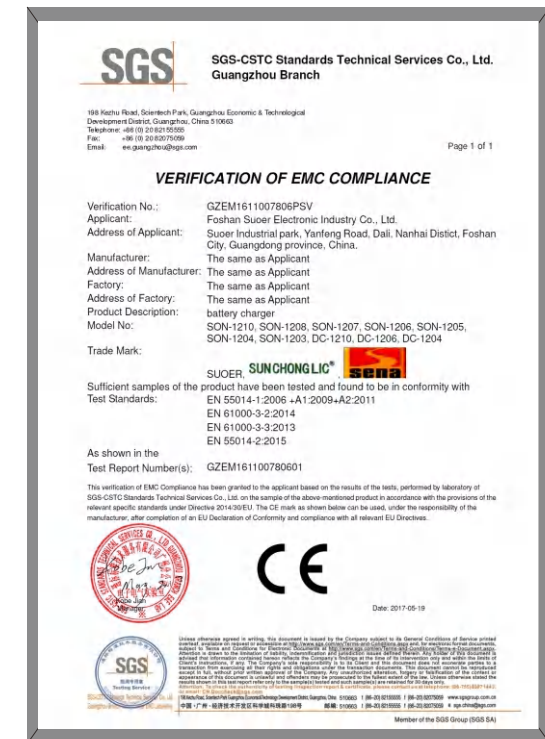 SGS
SGS-CSTC Standards Technical Services Co., Ltd.
Guangzhou Branch
198 Kezhu Road, Scientech Park, Guangzhou Economic & Technological
Development District, Guangzhou, China 510663
Telephone: +86 (0) 20 82155555
Fax: +86 (0) 20 82075059
Email: ee.guangzhou@sgs.com
Page 1 of 1
VERIFICATION OF EMC COMPLIANCE
Verification No.: GZEM1611007806PSV
Applicant: Foshan Suoer Electronic Industry Co., Ltd.
Address of Applicant: Suoer Industrial park, Yanfeng Road, Dali, Nanhai Distict, Foshan
City, Guangdong province, China.
Manufacturer: The same as Applicant
Address of Manufacturer: The same as Applicant
Factory: The same as Applicant
Address of Factory: The same as Applicant
Product Description: battery charger
Model No: SON-1210, SON-1208, SON-1207, SON-1206, SON-1205,
SON-1204, SON-1203, DC-1210, DC-1206, DC-1204
Trade Mark: SUOER, SUNCHONGLIC®, sena
Sufficient samples of the product have been tested and found to be in conformity with
Test Standards: EN 55014-1:2006 +A1:2009+A2:2011
EN 61000-3-2:2014
EN 61000-3-3:2013
EN 55014-2:2015
As shown in the
Test Report Number(s): GZEM161100780601
This verification of EMC Compliance has been granted to the applicant based on the results of the tests, performed by laboratory of
SGS-CSTC Standards Technical Services Co., Ltd. on the sample of the above-mentioned product in accordance with the provisions of the
relevant specific standards under Directive 2014/30/EU. The CE mark as shown below can be used, under the responsibility of the
manufacturer, after completion of an EU Declaration of Conformity and compliance with all relevant EU Directives.
Kobe Jian
Manager
CE
Date: 2017-05-19
SGS
Testing Service
Member of the SGS Group (SGS SA)